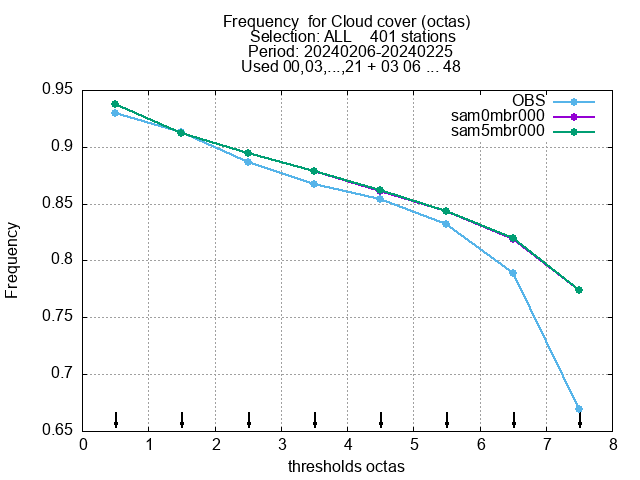 Frequency  for Cloud cover (octas)
Selection: ALL    401 stations
Period: 20240206-20240225
Used 00,03,...,21 + 03 06 ... 48
OBS
sam0mbr000
sam5mbr000
0.95
0.9
0.85
0.8
0.75
0.7
0.65
Frequency
0 1 2 3 4 5 6 7 8
thresholds octas